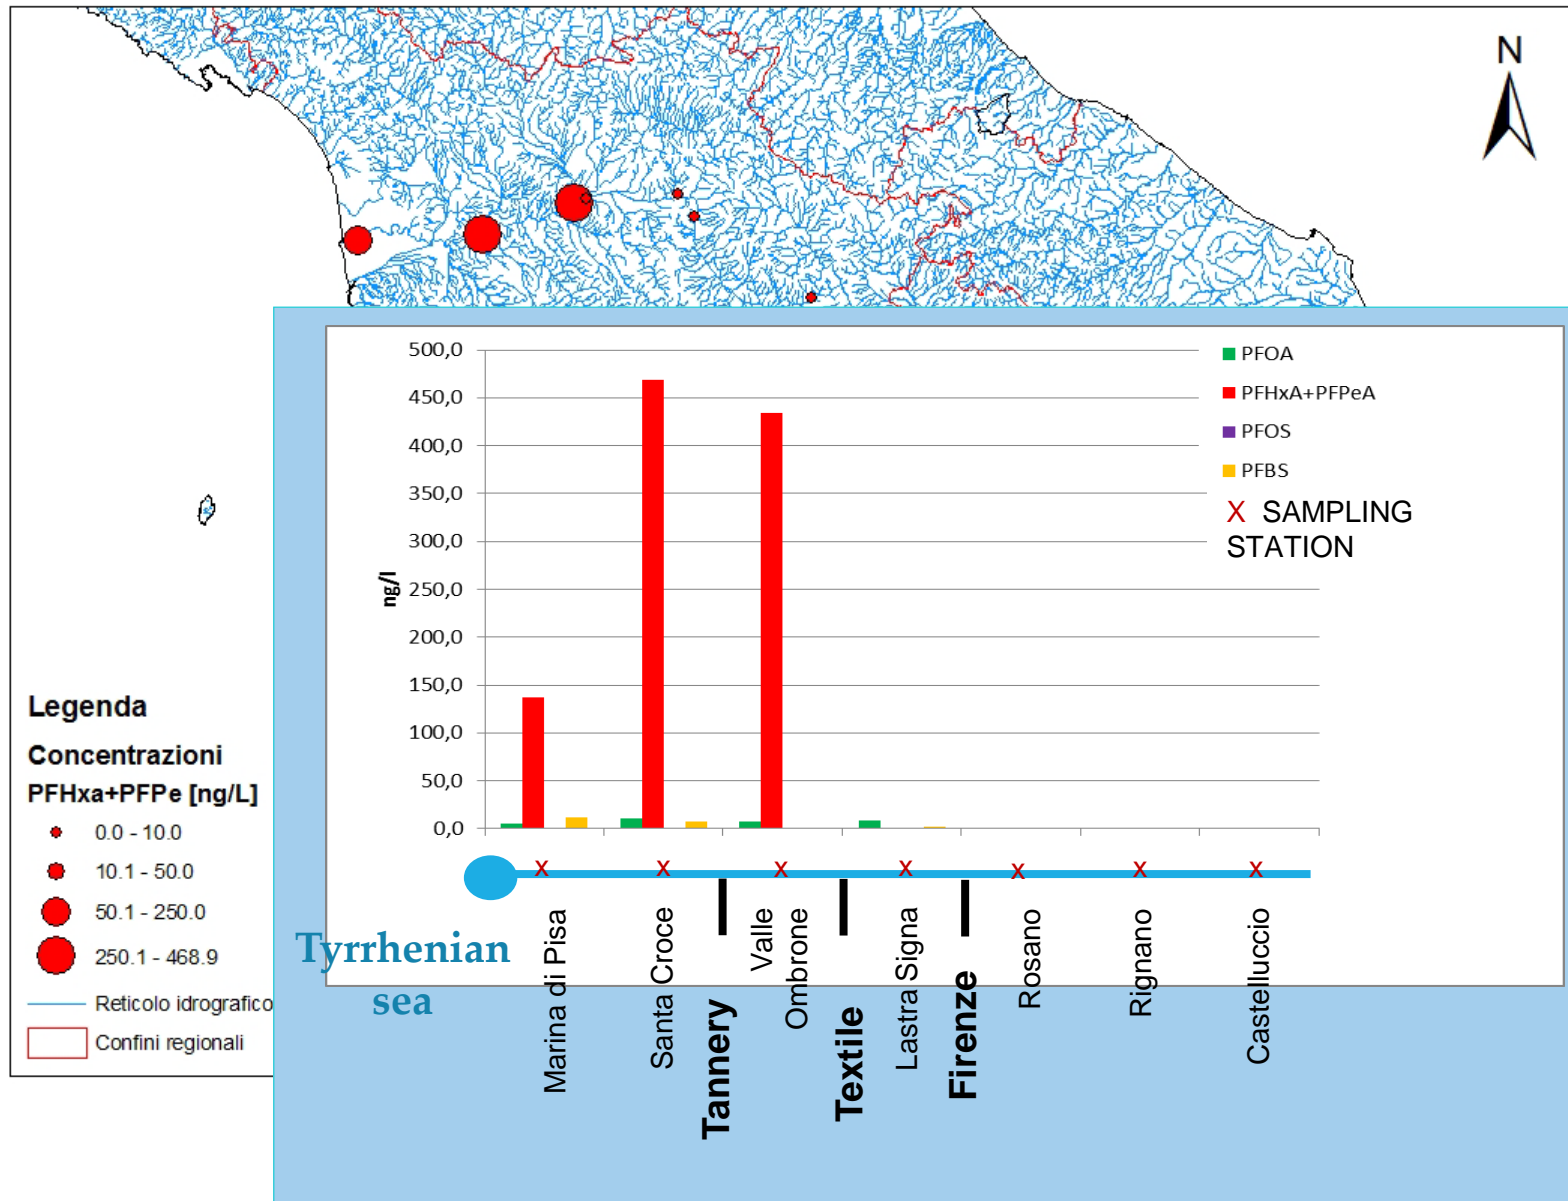 N
500,0
450,0
400,0
350,0
300,0
250,0
200,0
150,0
100,0
50,0
0,0
ng/l
PFOA
PFHxA+PFPeA
PFOS
PFBS
X SAMPLING
STATION
X X X X X X X
Tyrrhenian
sea
Marina di Pisa
Santa Croce
Tannery
Valle
Ombrone
Textile
Lastra Signa
Firenze
Rosano
Rignano
Castelluccio
Legenda
Concentrazioni
PFHxa+PFPe [ng/L]
0.0 - 10.0
10.1 - 50.0
50.1 - 250.0
250.1 - 468.9
Reticolo idrografico
Confini regionali